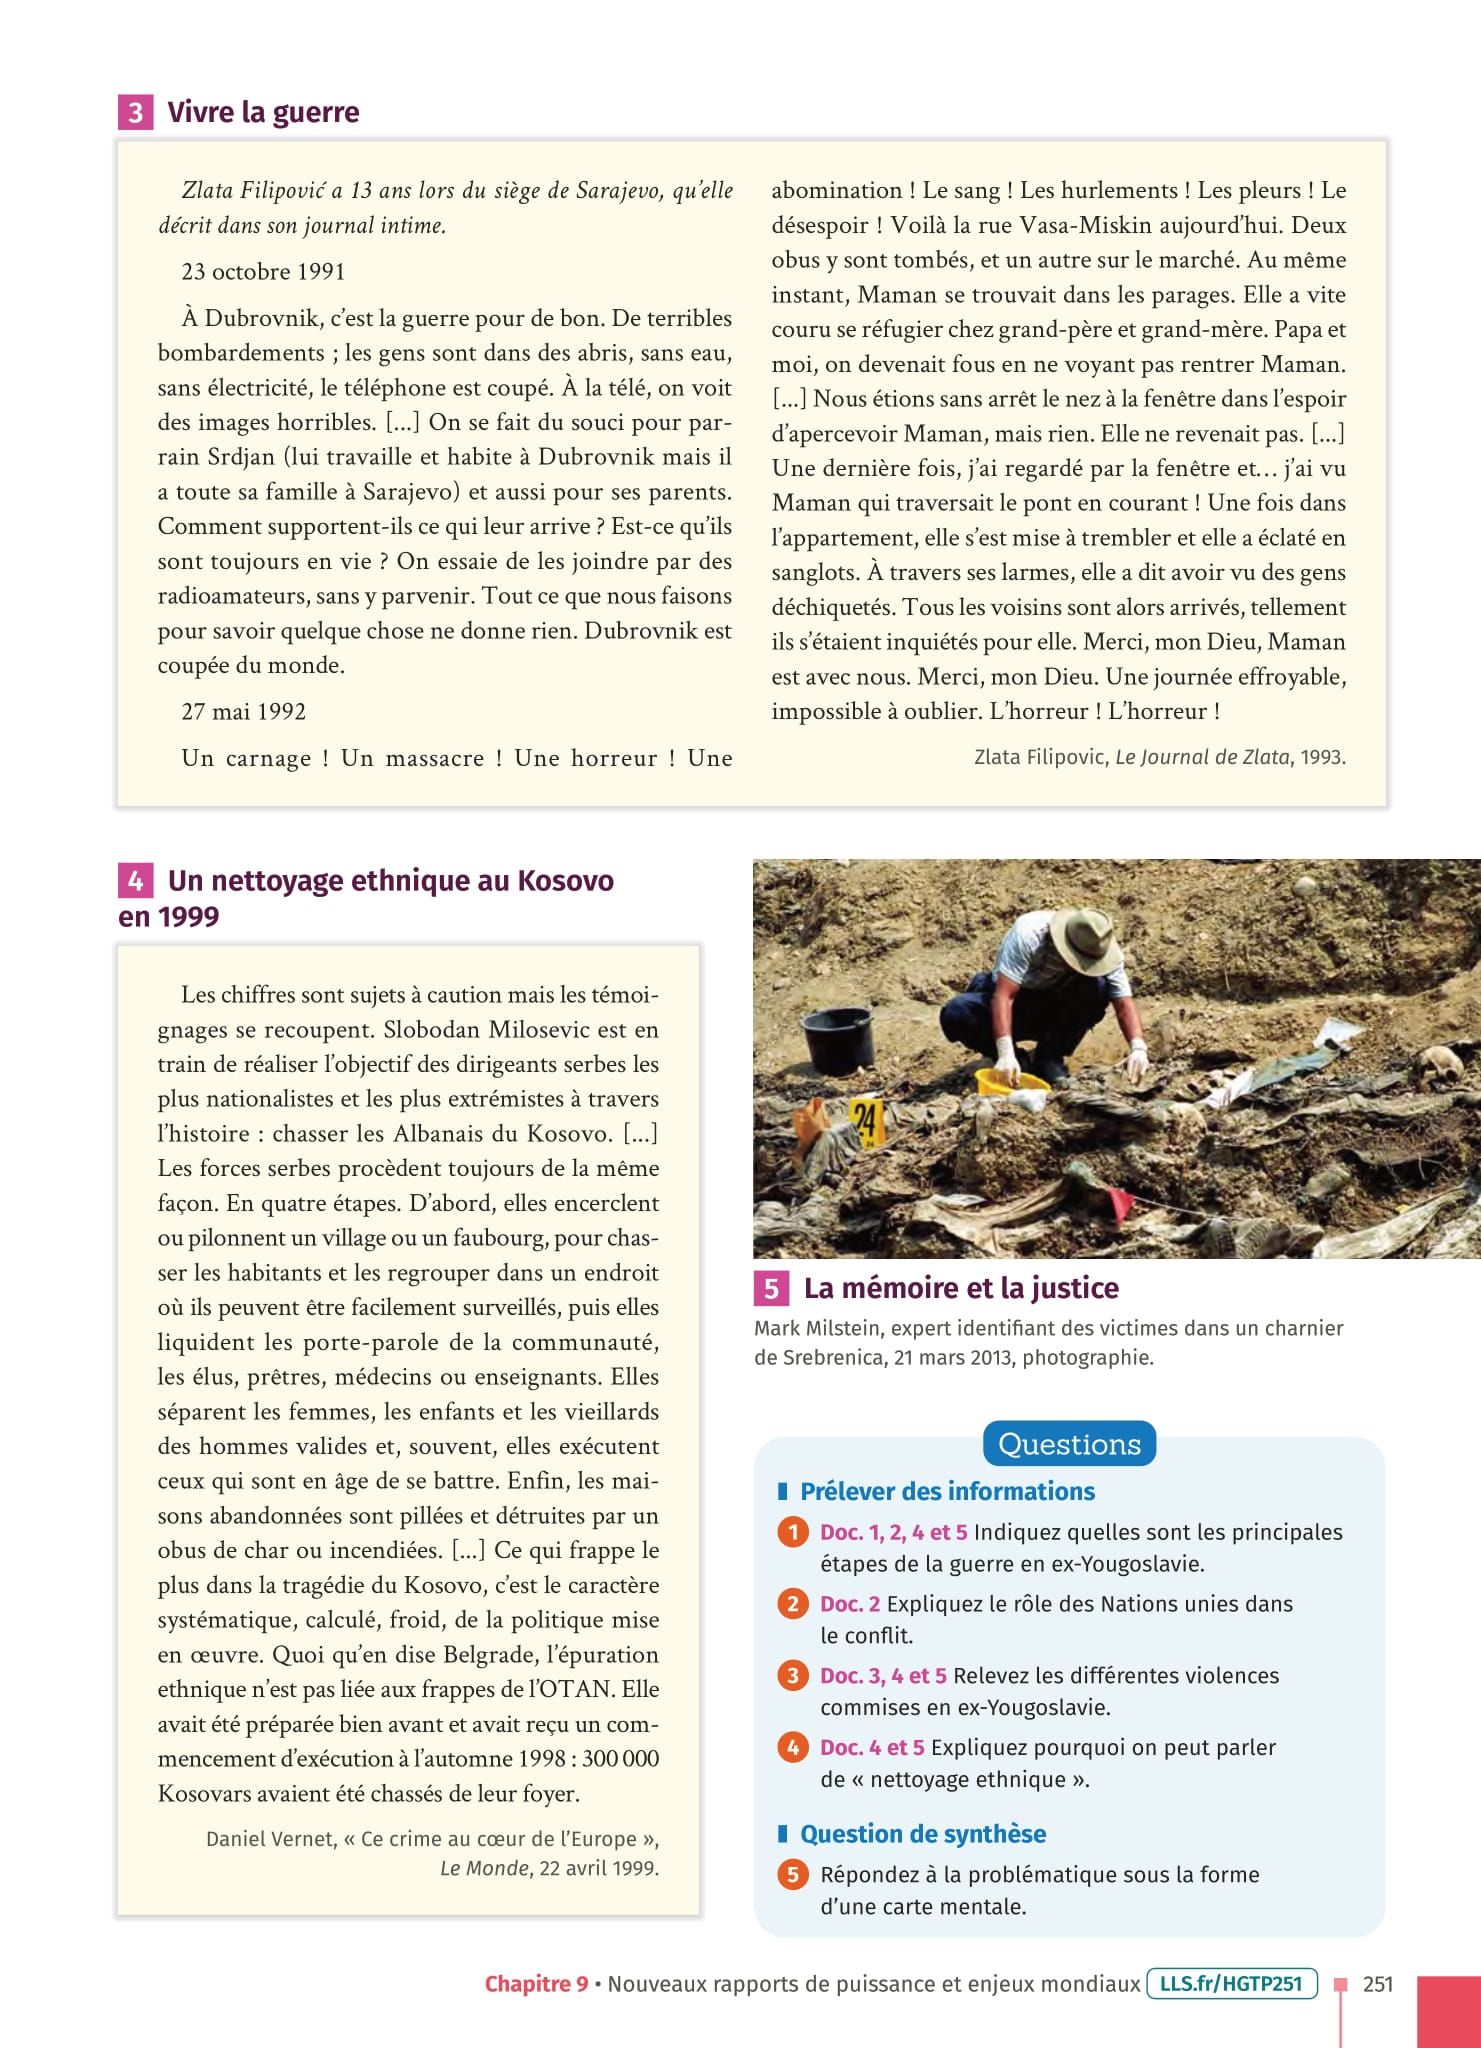 3 Vivre la guerre
Zlata Filipović a 13 ans lors du siège de Sarajevo, qu’elle
décrit dans son journal intime.
23 octobre 1991
À Dubrovnik, c’est la guerre pour de bon. De terribles
bombardements ; les gens sont dans des abris, sans eau,
sans électricité, le téléphone est coupé. À la télé, on voit
des images horribles. [...] On se fait du souci pour par-
rain Srdjan (lui travaille et habite à Dubrovnik mais il
a toute sa famille à Sarajevo) et aussi pour ses parents.
Comment supportent-ils ce qui leur arrive ? Est-ce qu’ils
sont toujours en vie ? On essaie de les joindre par des
radioamateurs, sans y parvenir. Tout ce que nous faisons
pour savoir quelque chose ne donne rien. Dubrovnik est
coupée du monde.
27 mai 1992
Un carnage ! Un massacre ! Une horreur ! Une
abomination ! Le sang ! Les hurlements ! Les pleurs ! Le
désespoir ! Voilà la rue Vasa-Miskin aujourd’hui. Deux
obus y sont tombés, et un autre sur le marché. Au même
instant, Maman se trouvait dans les parages. Elle a vite
couru se réfugier chez grand-père et grand-mère. Papa et
moi, on devenait fous en ne voyant pas rentrer Maman.
[...] Nous étions sans arrêt le nez à la fenêtre dans l’espoir
d’apercevoir Maman, mais rien. Elle ne revenait pas. [...]
Une dernière fois, j’ai regardé par la fenêtre et... j’ai vu
Maman qui traversait le pont en courant ! Une fois dans
l’appartement, elle s’est mise à trembler et elle a éclaté en
sanglots. À travers ses larmes, elle a dit avoir vu des gens
déchiquetés. Tous les voisins sont alors arrivés, tellement
ils s’étaient inquiétés pour elle. Merci, mon Dieu, Maman
est avec nous. Merci, mon Dieu. Une journée effroyable,
impossible à oublier. L’horreur ! L’horreur !
Zlata Filipovic, Le Journal de Zlata, 1993.
4 Un nettoyage ethnique au Kosovo
en 1999
Les chiffres sont sujets à caution mais les témoi-
gnages se recoupent. Slobodan Milosevic est en
train de réaliser l’objectif des dirigeants serbes les
plus nationalistes et les plus extrémistes à travers
l’histoire : chasser les Albanais du Kosovo. [...]
Les forces serbes procèdent toujours de la même
façon. En quatre étapes. D’abord, elles encerclent
ou pilonnent un village ou un faubourg, pour chas-
ser les habitants et les regrouper dans un endroit
où ils peuvent être facilement surveillés, puis elles
liquident les porte-parole de la communauté,
les élus, prêtres, médecins ou enseignants. Elles
séparent les femmes, les enfants et les vieillards
des hommes valides et, souvent, elles exécutent
ceux qui sont en âge de se battre. Enfin, les mai-
sons abandonnées sont pillées et détruites par un
obus de char ou incendiées. [...] Ce qui frappe le
plus dans la tragédie du Kosovo, c’est le caractère
systématique, calculé, froid, de la politique mise
en œuvre. Quoi qu’en dise Belgrade, l’épuration
ethnique n’est pas liée aux frappes de l’OTAN. Elle
avait été préparée bien avant et avait reçu un com-
mencement d’exécution à l’automne 1998 : 300 000
Kosovars avaient été chassés de leur foyer.
Daniel Vernet, « Ce crime au cœur de l’Europe »,
Le Monde, 22 avril 1999.
24
24
5 La mémoire et la justice
Mark Milstein, expert identifiant des victimes dans un charnier
de Srebrenica, 21 mars 2013, photographie.
Questions
Prélever des informations
1 Doc. 1, 2, 4 et 5 Indiquez quelles sont les principales
étapes de la guerre en ex-Yougoslavie.
2 Doc. 2 Expliquez le rôle des Nations unies dans
le conflit.
3 Doc. 3, 4 et 5 Relevez les différentes violences
commises en ex-Yougoslavie.
4 Doc. 4 et 5 Expliquez pourquoi on peut parler
de « nettoyage ethnique ».
Question de synthèse
5 Répondez à la problématique sous la forme
d’une carte mentale.
Chapitre 9 • Nouveaux rapports de puissance et enjeux mondiaux LLS.fr/HGTP251 251